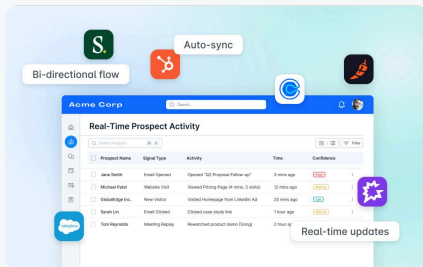 S.
Auto-sync
Bi-directional flow
Acme Corp
Search...
Real-Time Prospect Activity
Search Prospect
Filter
Prospect Name Signal Type Activity Time Confidence
Jane Smith Email Opened Opened "Q2 Proposal Follow-up" 3 mins ago High
Michael Patel Website Visit Viewed Pricing Page (4 mins, 3 visits) 12 mins ago Medium
GlobalEdge Inc. New Visitor Visited Homepage from LinkedIn Ad 25 mins ago Low
Sarah Lin Email Clicked Clicked case study link 1 hour ago Medium
Tom Reynolds Meeting Replay Rewatched product demo (Gong) 2 hour
salesforce
Real-time updates